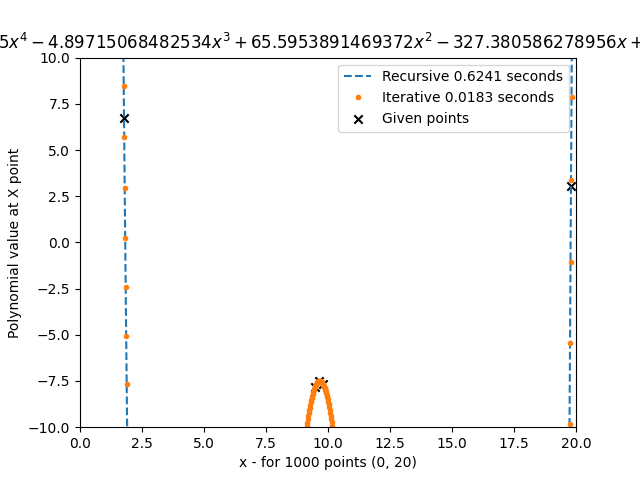 5x⁴ − 4.89715068482534x³ + 65.5953891469372x² − 327.380586278956x +
10.0
7.5
5.0
2.5
0.0
−2.5
−5.0
−7.5
−10.0
Polynomial value at X point
Recursive 0.6241 seconds
Iterative 0.0183 seconds
Given points
0.0 2.5 5.0 7.5 10.0 12.5 15.0 17.5 20.0
x - for 1000 points (0, 20)